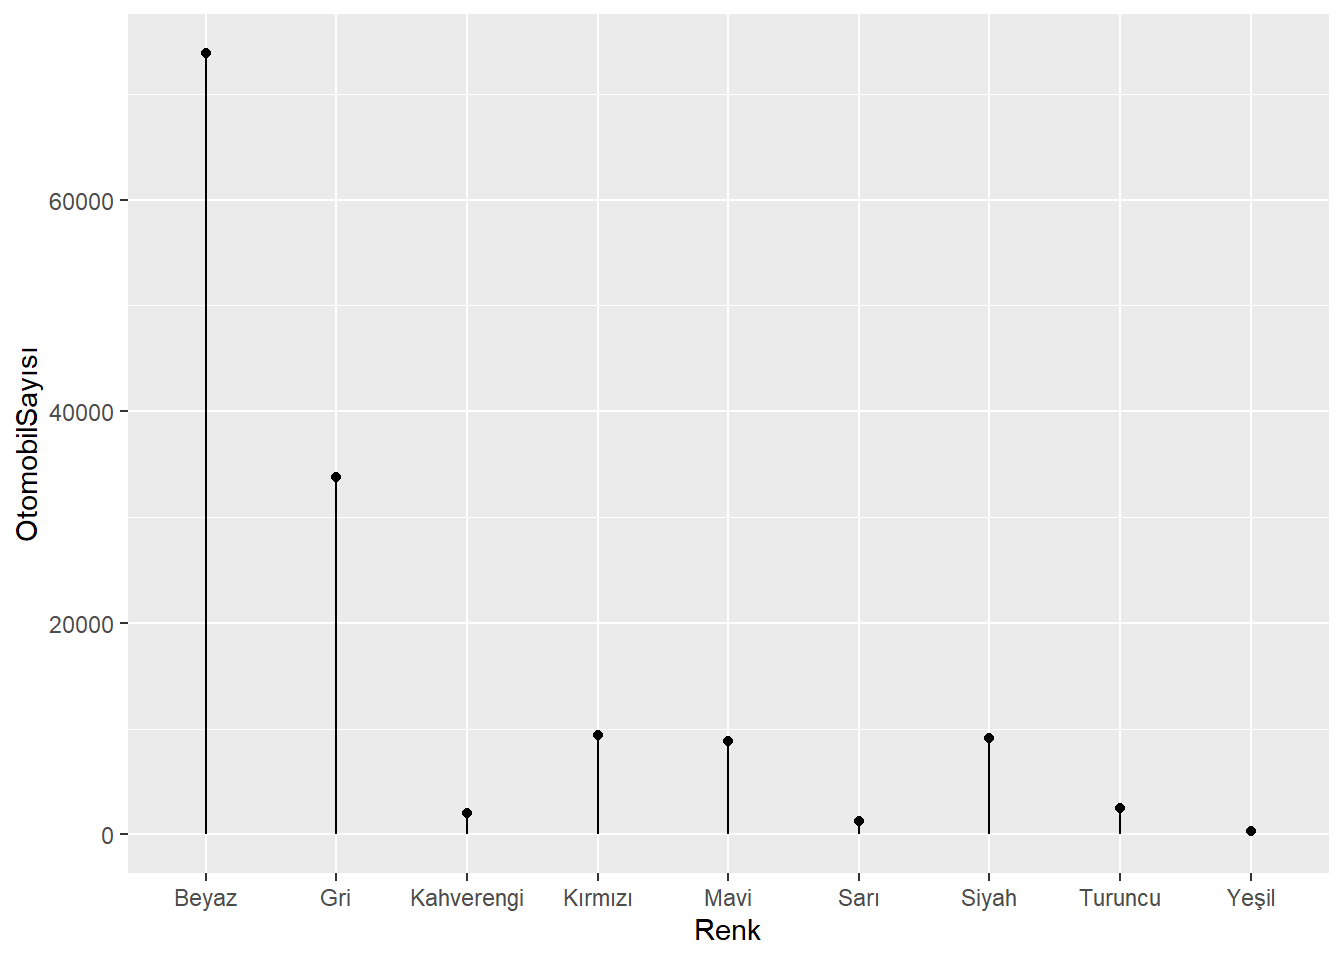 OtomobilSayısı
60000
40000
20000
0
Beyaz Gri Kahverengi Kırmızı Mavi Sarı Siyah Turuncu Yeşil
Renk